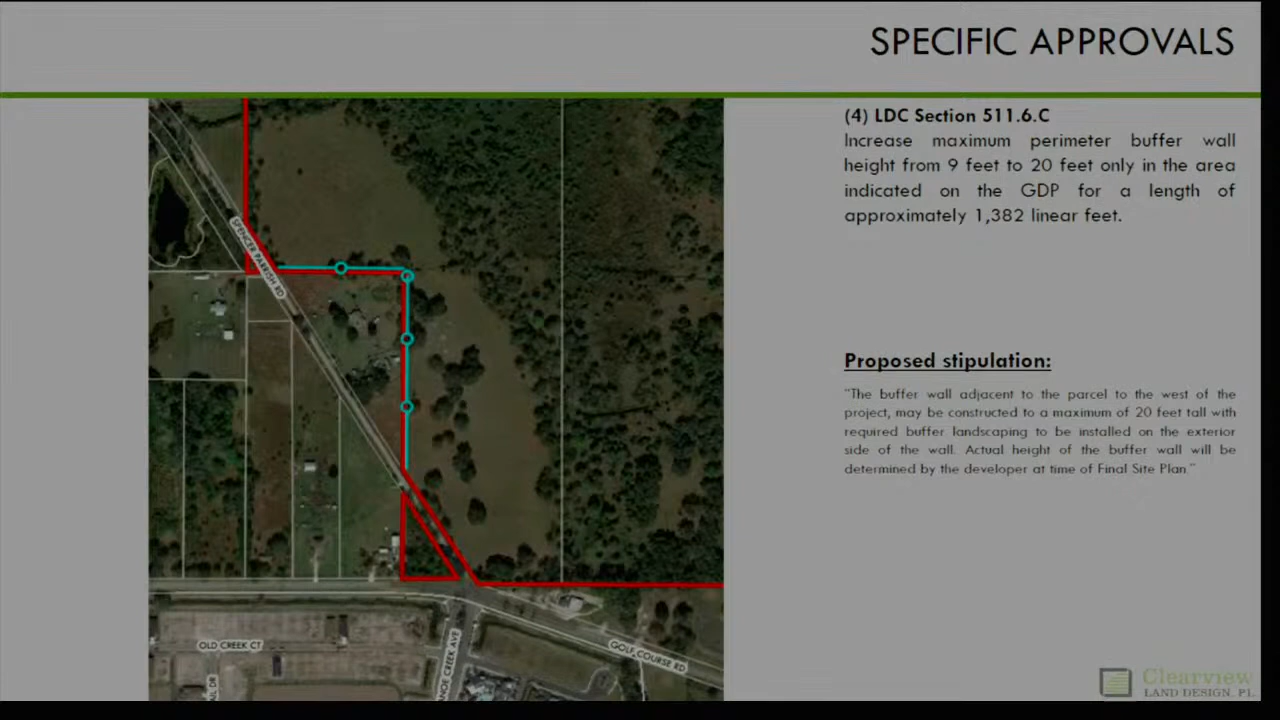 SPECIFIC APPROVALS
(4) LDC Section 511.6.C
Increase maximum perimeter buffer wall
height from 9 feet to 20 feet only in the area
indicated on the GDP for a length of
approximately 1,382 linear feet.
SPENCER PARRISH RD
Proposed stipulation:
"The buffer wall adjacent to the parcel to the west of the
project, may be constructed to a maximum of 20 feet tall with
required buffer landscaping to be installed on the exterior
side of the wall. Actual height of the buffer wall will be
determined by the developer at time of Final Site Plan."
OLD CREEK CT
CREEK AVE
GOLF COURSE RD
DR
Clearview
LAND DESIGN, P.L.